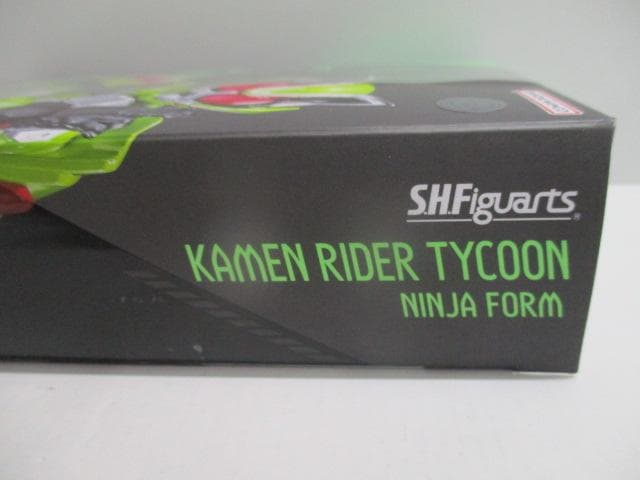 S.H.Figuarts
KAMEN RIDER TYCOON
NINJA FORM